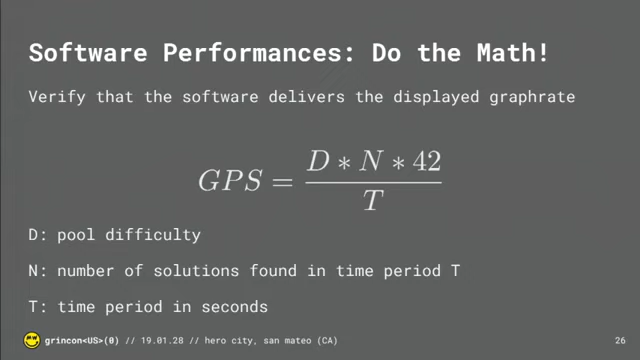 Software Performances: Do the Math!
Verify that the software delivers the displayed graphrate
GPS = D * N * 42 / T
D: pool difficulty
N: number of solutions found in time period T
T: time period in seconds
grincon<US>(0) // 19.01.28 // hero city, san mateo (CA)
26